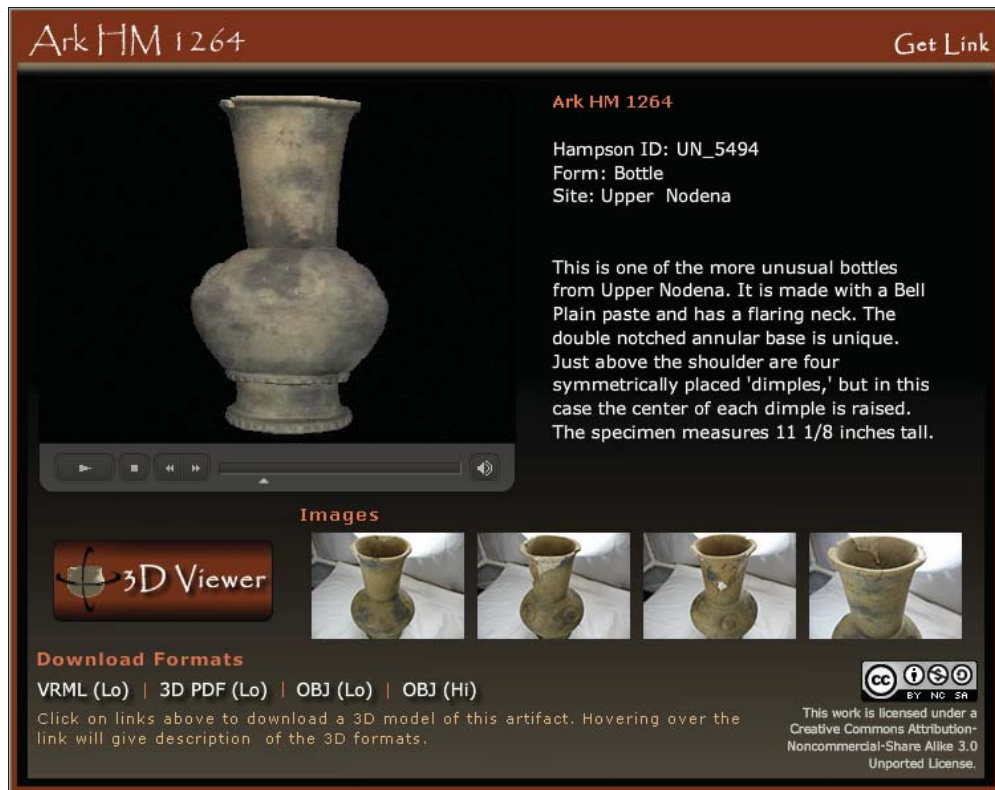 Ark HM 1264
Get Link
Ark HM 1264
Hampson ID: UN_5494
Form: Bottle
Site: Upper Nodena
This is one of the more unusual bottles
from Upper Nodena. It is made with a Bell
Plain paste and has a flaring neck. The
double notched annular base is unique.
Just above the shoulder are four
symmetrically placed 'dimples,' but in this
case the center of each dimple is raised.
The specimen measures 11 1/8 inches tall.
Images
3D Viewer
Download Formats
VRML (Lo) | 3D PDF (Lo) | OBJ (Lo) | OBJ (Hi)
Click on links above to download a 3D model of this artifact. Hovering over the
link will give description of the 3D formats.
cc
BY NC SA
This work is licensed under a
Creative Commons Attribution-
Noncommercial-Share Alike 3.0
Unported License.